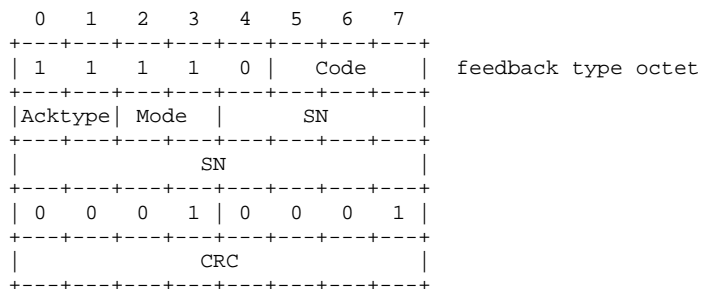 0   1   2   3   4   5   6   7
+---+---+---+---+---+---+---+---+
| 1   1   1   1   0 |   Code    |  feedback type octet
+---+---+---+---+---+---+---+---+
|Acktype| Mode  |      SN       |
+---+---+---+---+---+---+---+---+
|              SN               |
+---+---+---+---+---+---+---+---+
| 0   0   0   1 | 0   0   0   1 |
+---+---+---+---+---+---+---+---+
|              CRC              |
+---+---+---+---+---+---+---+---+